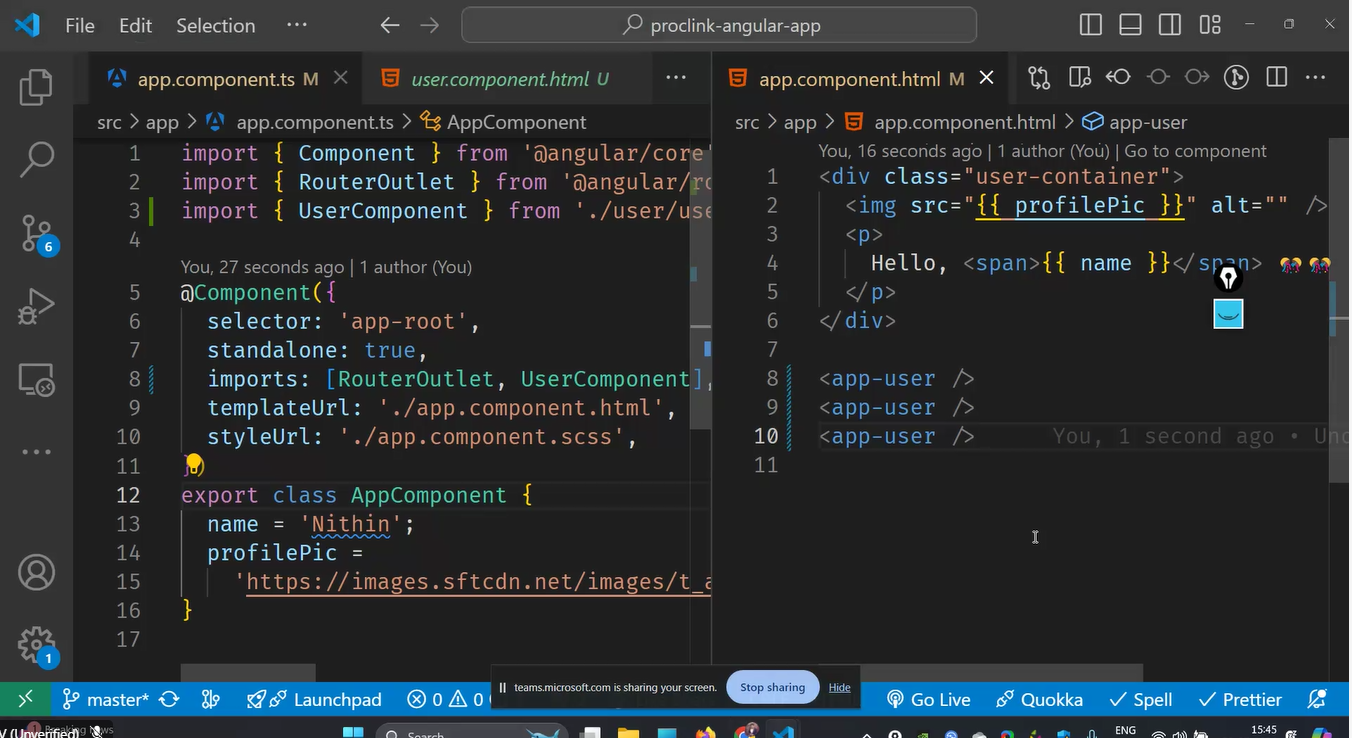 File Edit Selection ··· proclink-angular-app
app.component.ts M user.component.html U ···
src > app > app.component.ts > AppComponent
1 import { Component } from '@angular/core'
2 import { RouterOutlet } from '@angular/ro
3 import { UserComponent } from './user/use
4
You, 27 seconds ago | 1 author (You)
5 @Component({
6 selector: 'app-root',
7 standalone: true,
8 imports: [RouterOutlet, UserComponent],
9 templateUrl: './app.component.html',
10 styleUrl: './app.component.scss',
11 })
12 export class AppComponent {
13 name = 'Nithin';
14 profilePic =
15 'https://images.sftcdn.net/images/t_a
16 }
17
app.component.html M
src > app > app.component.html > app-user
You, 16 seconds ago | 1 author (You) | Go to component
1 <div class="user-container">
2 <img src="{{ profilePic }}" alt="" />
3 <p>
4 Hello, <span>{{ name }}</span> 🎊🎊
5 </p>
6 </div>
7
8 <app-user />
9 <app-user />
10 <app-user /> You, 1 second ago • Unc
11
6
1
teams.microsoft.com is sharing your screen. Stop sharing Hide
master* Launchpad 0 0 Go Live Quokka Spell Prettier
V (Unverified) Breaking News
Search ENG 15:45